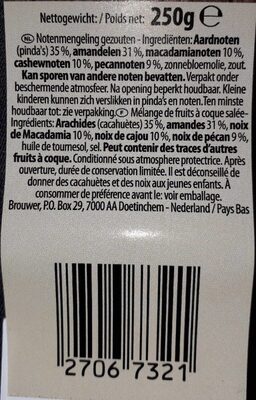 Nettogewicht: / Poids net: 250g ℮
NL Notenmengeling gezouten - Ingrediënten: Aardnoten
(pinda's) 35 %, amandelen 31 %, macadamianoten 10 %,
cashewnoten 10 %, pecannoten 9 %, zonnebloemolie, zout.
Kan sporen van andere noten bevatten. Verpakt onder
beschermende atmosfeer. Na opening beperkt houdbaar. Kleine
kinderen kunnen zich verslikken in pinda's en noten. Ten minste
houdbaar tot: zie verpakking. F Mélange de fruits à coque salée-
Ingrédients: Arachides (cacahuètes) 35 %, amandes 31 %, noix
de Macadamia 10 %, noix de cajou 10 %, noix de pécan 9 %,
huile de tournesol, sel. Peut contenir des traces d'autres
fruits à coque. Conditionné sous atmosphere protectrice. Après
ouverture, durée de conservation limitée. Il est déconseillé de
donner des cacahuètes et des noix aux jeunes enfants. A
consommer de préférence avant le: voir emballage.
Brouwer, P.O. Box 29, 7000 AA Doetinchem - Nederland / Pays Bas
2706 7321